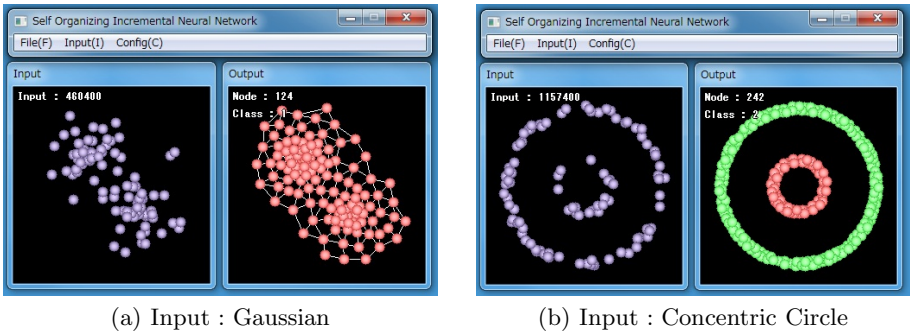 Self Organizing Incremental Neural Network
File(F) Input(I) Config(C)
Input
Input : 460400
Output
Node : 124
Class : 1
(a) Input : Gaussian
Self Organizing Incremental Neural Network
File(F) Input(I) Config(C)
Input
Input : 1157400
Output
Node : 242
Class : 2
(b) Input : Concentric Circle